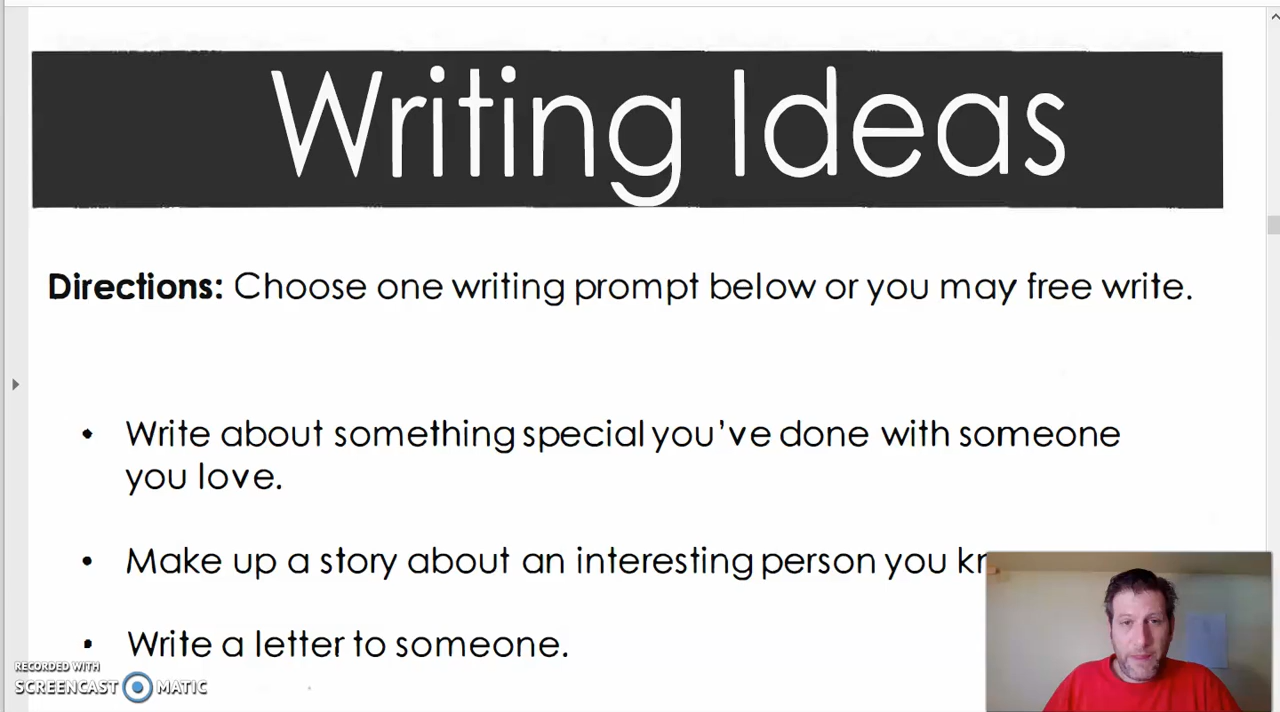 Writing Ideas
Directions: Choose one writing prompt below or you may free write.
• Write about something special you've done with someone
you love.
• Make up a story about an interesting person you
• Write a letter to someone.
RECORDED WITH
SCREENCAST MATIC